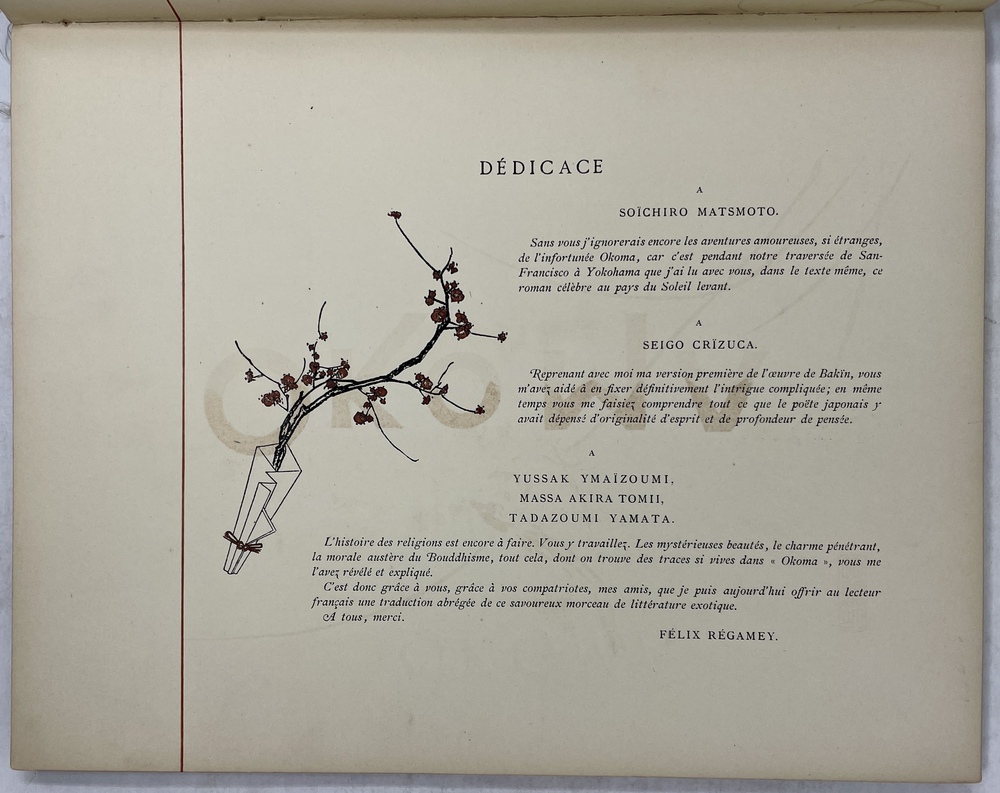 DÉDICACE
A
SOÏCHIRO MATSMOTO.
Sans vous j'ignorerais encore les aventures amoureuses, si étranges,
de l'infortunée Okoma, car c'est pendant notre traversée de San-
Francisco à Yokohama que j'ai lu avec vous, dans le texte même, ce
roman célèbre au pays du Soleil levant.
A
SEIGO CRÏZUCA.
Reprenant avec moi ma version première de l'œuvre de Bakïn, vous
m'avez aidé à en fixer définitivement l'intrigue compliquée; en même
temps vous me faisiez comprendre tout ce que le poëte japonais y
avait dépensé d'originalité d'esprit et de profondeur de pensée.
A
YUSSAK YMAÏZOUMI,
MASSA AKIRA TOMII,
TADAZOUMI YAMATA.
L'histoire des religions est encore à faire. Vous y travaillez. Les mystérieuses beautés, le charme pénétrant,
la morale austère du Bouddhisme, tout cela, dont on trouve des traces si vives dans « Okoma », vous me
l'avez révélé et expliqué.
C'est donc grâce à vous, grâce à vos compatriotes, mes amis, que je puis aujourd'hui offrir au lecteur
français une traduction abrégée de ce savoureux morceau de littérature exotique.
A tous, merci.
FÉLIX RÉGAMEY.